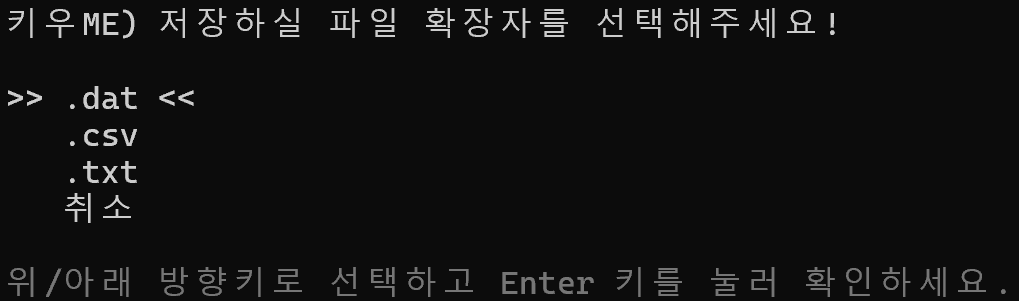 키우ME) 저장하실 파일 확장자를 선택해주세요!
>> .dat <<
.csv
.txt
취소
위/아래 방향키로 선택하고 Enter 키를 눌러 확인하세요.